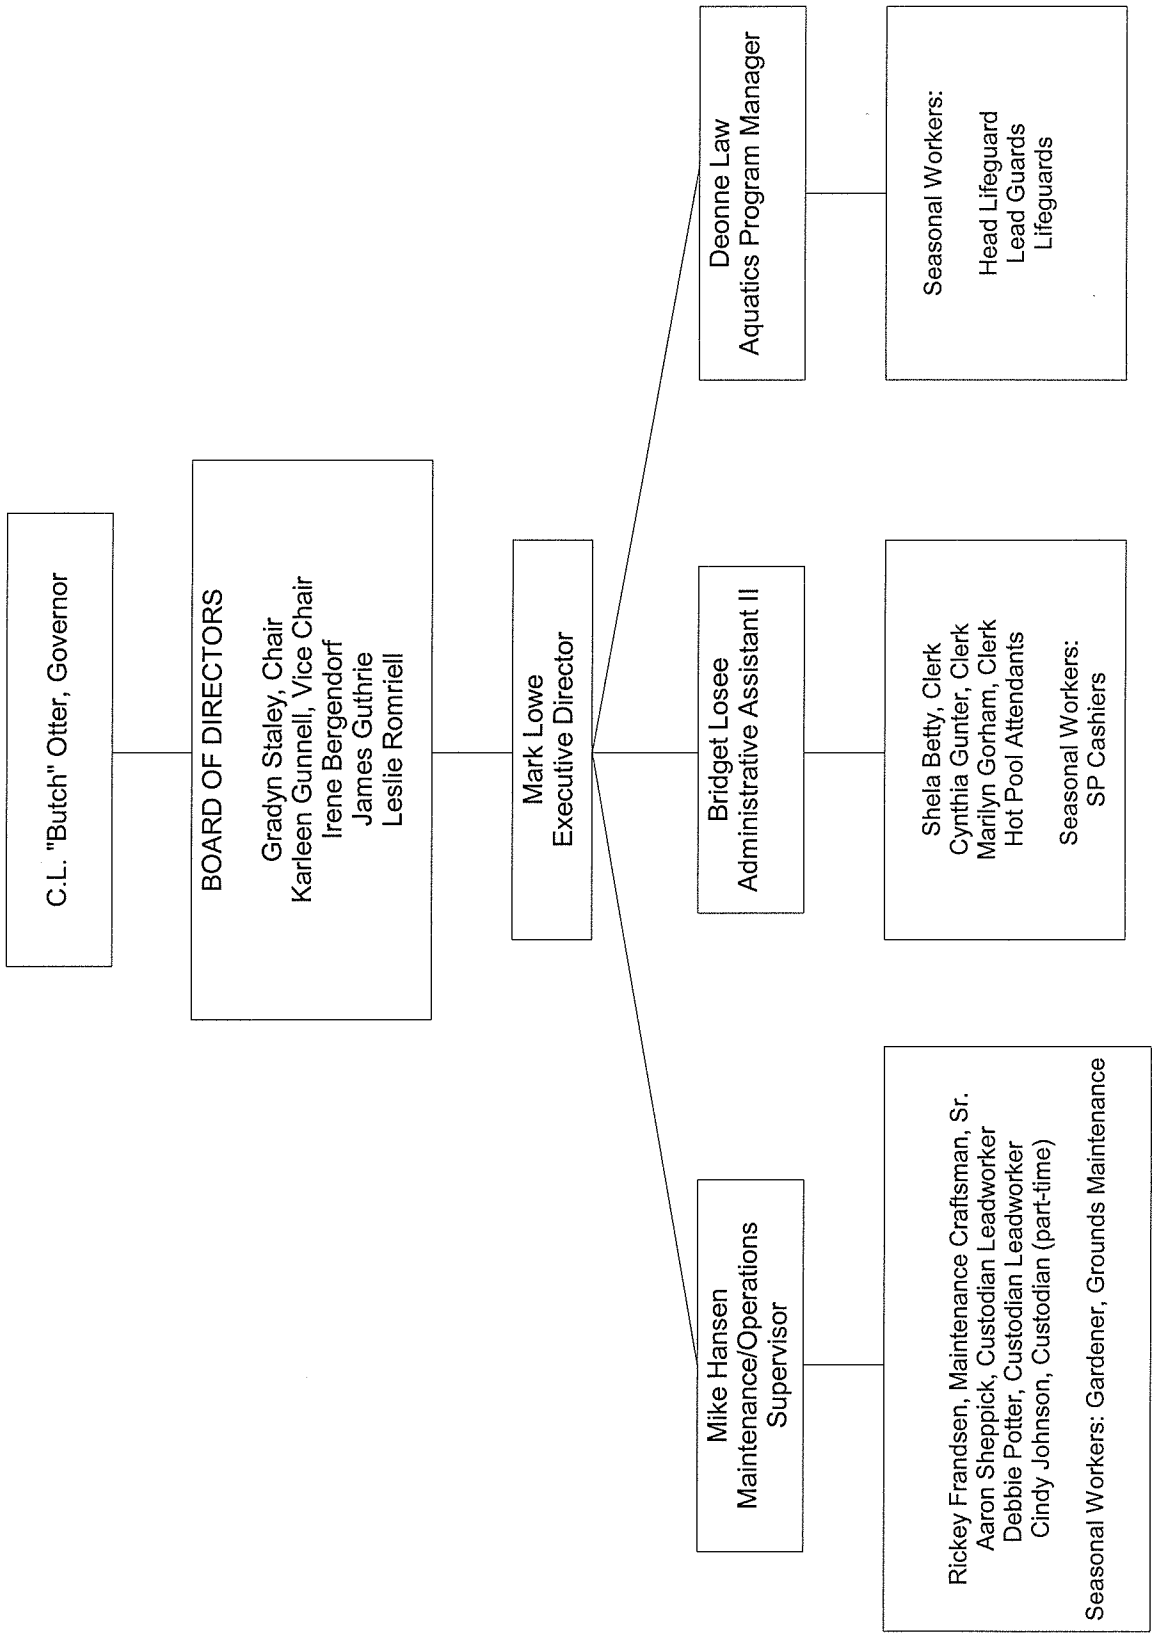 C.L. "Butch" Otter, Governor
BOARD OF DIRECTORS
Gradyn Staley, Chair
Karleen Gunnell, Vice Chair
Irene Bergendorf
James Guthrie
Leslie Romriell
Mark Lowe
Executive Director
Mike Hansen
Maintenance/Operations
Supervisor
Rickey Frandsen, Maintenance Craftsman, Sr.
Aaron Sheppick, Custodian Leadworker
Debbie Potter, Custodian Leadworker
Cindy Johnson, Custodian (part-time)
Seasonal Workers: Gardener, Grounds Maintenance
Bridget Losee
Administrative Assistant II
Shela Betty, Clerk
Cynthia Gunter, Clerk
Marilyn Gorham, Clerk
Hot Pool Attendants
Seasonal Workers:
SP Cashiers
Deonne Law
Aquatics Program Manager
Seasonal Workers:
Head Lifeguard
Lead Guards
Lifeguards